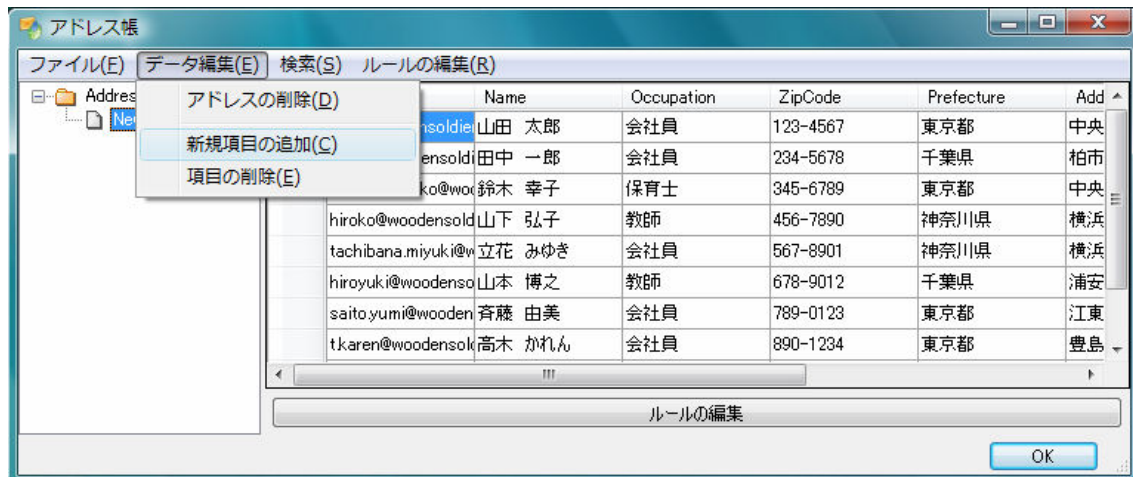 アドレス帳
ファイル(F) データ編集(E) 検索(S) ルールの編集(R)
Addres
アドレスの削除(D)
新規項目の追加(C)
項目の削除(E)
Name Occupation ZipCode Prefecture Add
nsoldie 山田 太郎 会社員 123-4567 東京都 中央
ensoldi 田中 一郎 会社員 234-5678 千葉県 柏市
ko@woo 鈴木 幸子 保育士 345-6789 東京都 中央
hiroko@woodensold 山下 弘子 教師 456-7890 神奈川県 横浜
tachibana.miyuki@w 立花 みゆき 会社員 567-8901 神奈川県 横浜
hiroyuki@woodenso 山本 博之 教師 678-9012 千葉県 浦安
saito.yumi@wooden 斉藤 由美 会社員 789-0123 東京都 江東
t.karen@woodensol 高木 かれん 会社員 890-1234 東京都 豊島
ルールの編集
OK